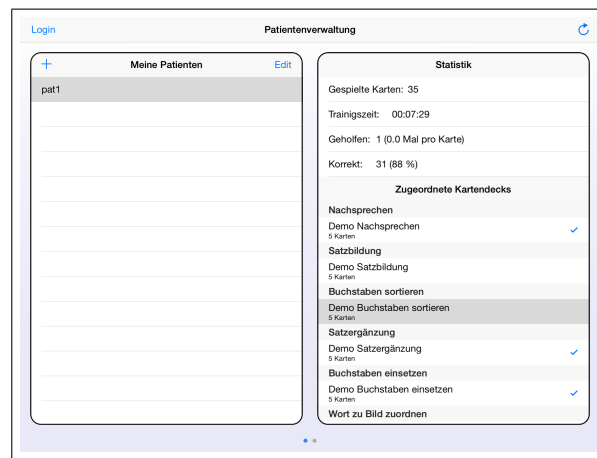 Login Patientenverwaltung
Meine Patienten Edit
pat1
Statistik
Gespielte Karten: 35
Trainigszeit: 00:07:29
Geholfen: 1 (0.0 Mal pro Karte)
Korrekt: 31 (88 %)
Zugeordnete Kartendecks
Nachsprechen
Demo Nachsprechen
5 Karten
Satzbildung
Demo Satzbildung
5 Karten
Buchstaben sortieren
Demo Buchstaben sortieren
5 Karten
Satzergänzung
Demo Satzergänzung
5 Karten
Buchstaben einsetzen
Demo Buchstaben einsetzen
5 Karten
Wort zu Bild zuordnen